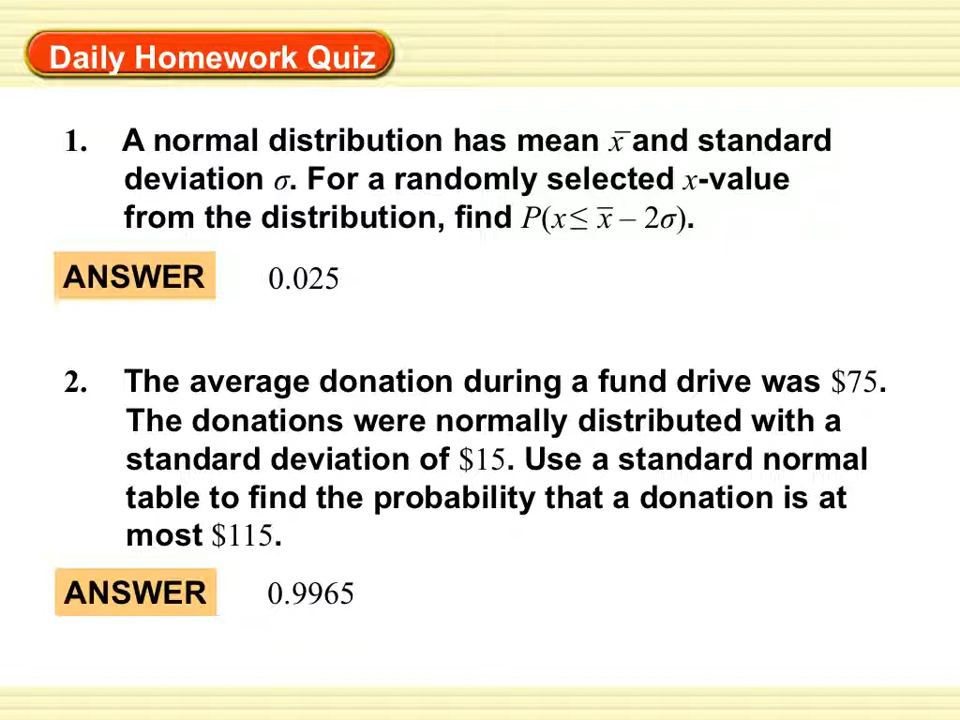 Daily Homework Quiz
1. A normal distribution has mean x̅ and standard
deviation σ. For a randomly selected x-value
from the distribution, find P(x≤ x̅ – 2σ).
ANSWER 0.025
2. The average donation during a fund drive was $75.
The donations were normally distributed with a
standard deviation of $15. Use a standard normal
table to find the probability that a donation is at
most $115.
ANSWER 0.9965